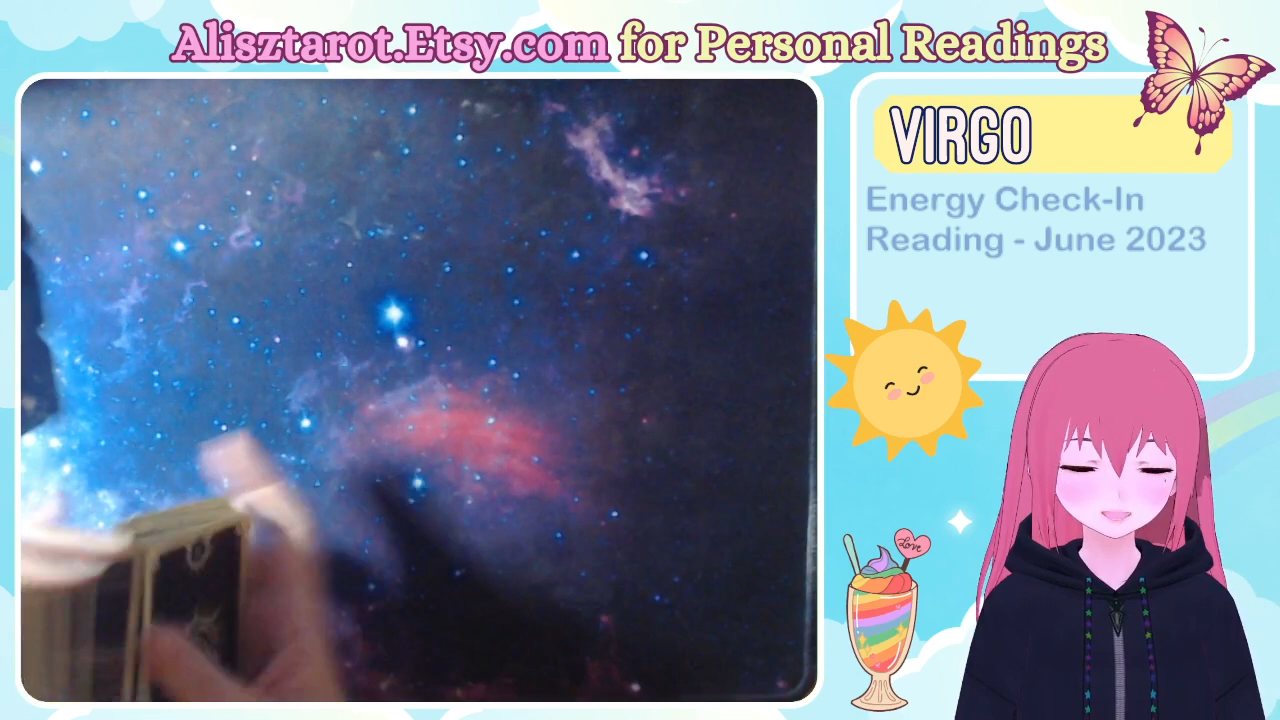 Alisztarot.Etsy.com for Personal Readings
VIRGO
Energy Check-In
Reading - June 2023
Love